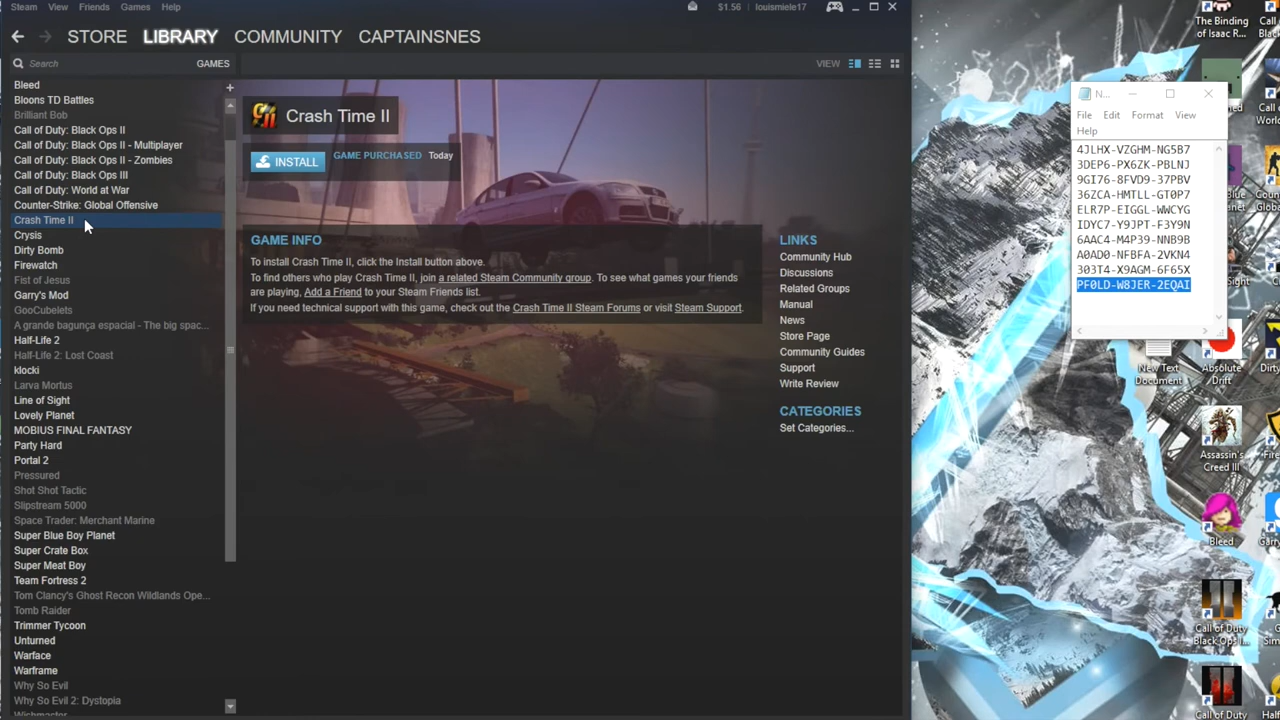 Steam View Friends Games Help
$1.56 louismiele17
STORE LIBRARY COMMUNITY CAPTAINSNES
Search GAMES
VIEW
Bleed
Bloons TD Battles
Brilliant Bob
Call of Duty: Black Ops II
Call of Duty: Black Ops II - Multiplayer
Call of Duty: Black Ops II - Zombies
Call of Duty: Black Ops III
Call of Duty: World at War
Counter-Strike: Global Offensive
Crash Time II
Crysis
Dirty Bomb
Firewatch
Fist of Jesus
Garry's Mod
GooCubelets
A grande bagunça espacial - The big spac...
Half-Life 2
Half-Life 2: Lost Coast
klocki
Larva Mortus
Line of Sight
Lovely Planet
MOBIUS FINAL FANTASY
Party Hard
Portal 2
Pressured
Shot Shot Tactic
Slipstream 5000
Space Trader: Merchant Marine
Super Blue Boy Planet
Super Crate Box
Super Meat Boy
Team Fortress 2
Tom Clancy's Ghost Recon Wildlands Ope...
Tomb Raider
Trimmer Tycoon
Unturned
Warface
Warframe
Why So Evil
Why So Evil 2: Dystopia
Crash Time II
INSTALL
GAME PURCHASED Today
GAME INFO
To install Crash Time II, click the Install button above.
To find others who play Crash Time II, join a related Steam Community group. To see what games your friends
are playing, Add a Friend to your Steam Friends list.
If you need technical support with this game, check out the Crash Time II Steam Forums or visit Steam Support.
LINKS
Community Hub
Discussions
Related Groups
Manual
News
Store Page
Community Guides
Support
Write Review
CATEGORIES
Set Categories...
N...
File Edit Format View
Help
4JLHX-VZGHM-NG5B7
3DEP6-PX6ZK-PBLNJ
9GI76-8FVD9-37PBV
36ZCA-HMTLL-GT0P7
ELR7P-EIGGL-WWCYG
IDYC7-Y9JPT-F3Y9N
6AAC4-M4P39-NNB9B
A0AD0-NFBFA-2VKN4
303T4-X9AGM-6F65X
PF0LD-W8JER-2EQAI
The Binding
of Isaac R...
New Text
Document
Absolute
Drift
Assassin's
Creed III
Bleed
Call of Duty
Black Ops I...
Call of Duty